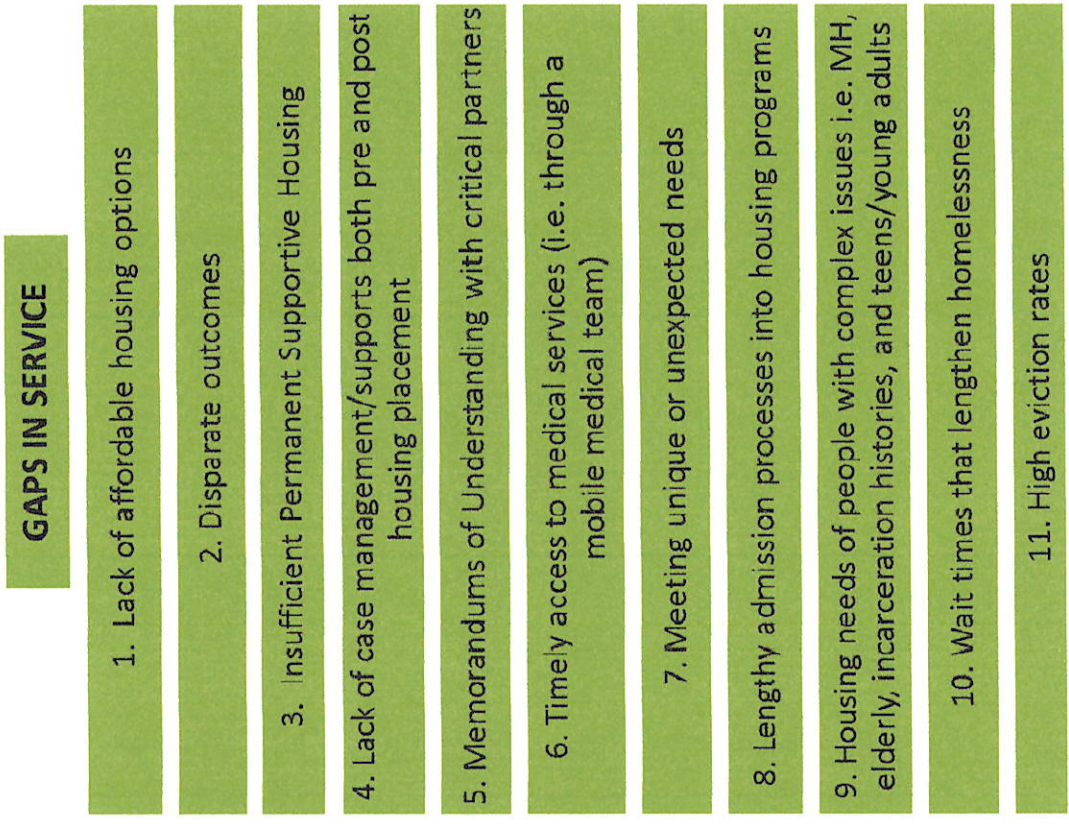 GAPS IN SERVICE
1. Lack of affordable housing options
2. Disparate outcomes
3. Insufficient Permanent Supportive Housing
4. Lack of case management/supports both pre and post
housing placement
5. Memorandums of Understanding with critical partners
6. Timely access to medical services (i.e. through a
mobile medical team)
7. Meeting unique or unexpected needs
8. Lengthy admission processes into housing programs
9. Housing needs of people with complex issues i.e. MH,
elderly, incarceration histories, and teens/young adults
10. Wait times that lengthen homelessness
11. High eviction rates